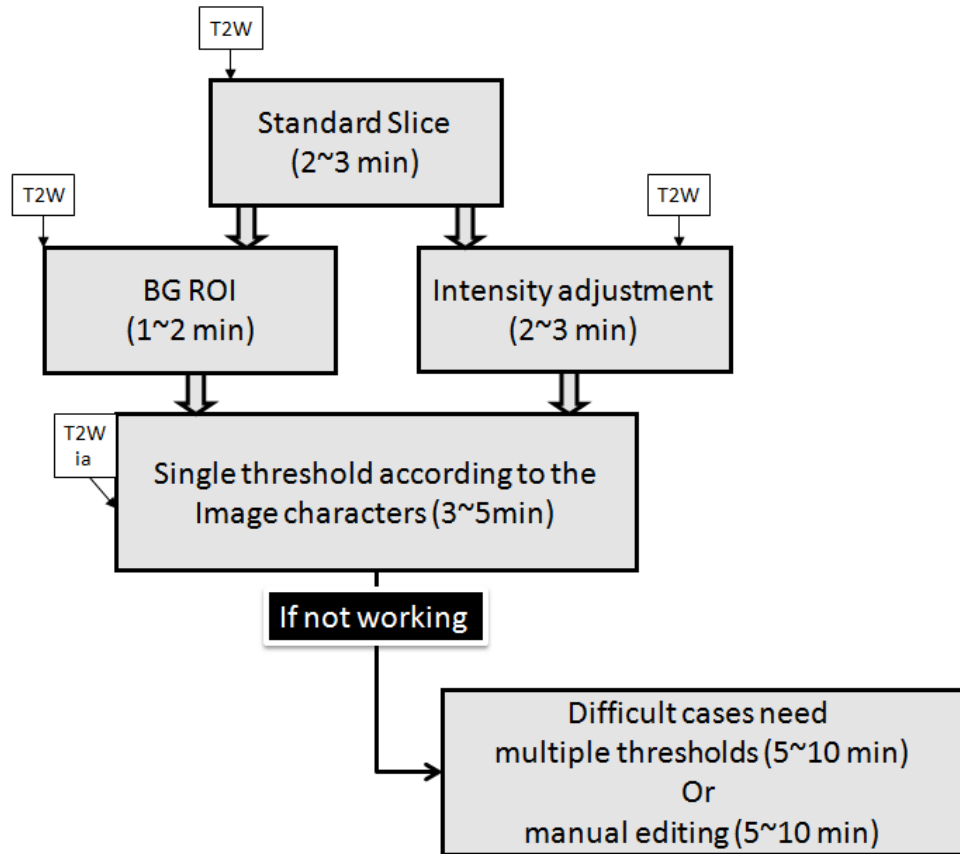 T2W
Standard Slice
(2~3 min)
T2W
T2W
BG ROI
(1~2 min)
Intensity adjustment
(2~3 min)
T2W
ia
Single threshold according to the
Image characters (3~5min)
If not working
Difficult cases need
multiple thresholds (5~10 min)
Or
manual editing (5~10 min)